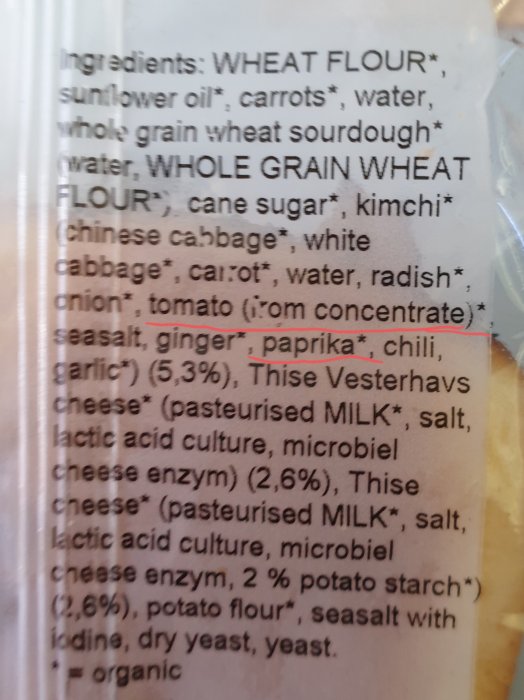 Ingredients: WHEAT FLOUR*,
sunflower oil*, carrots*, water,
whole grain wheat sourdough*
(water, WHOLE GRAIN WHEAT
FLOUR*), cane sugar*, kimchi*
(chinese cabbage*, white
cabbage*, carrot*, water, radish*,
onion*, tomato (from concentrate)*,
seasalt, ginger*, paprika*, chili,
garlic*) (5,3%), Thise Vesterhavs
cheese* (pasteurised MILK*, salt,
lactic acid culture, microbiel
cheese enzym) (2,6%), Thise
cheese* (pasteurised MILK*, salt,
lactic acid culture, microbiel
cheese enzym, 2 % potato starch*)
(2,6%), potato flour*, seasalt with
iodine, dry yeast, yeast.
* = organic